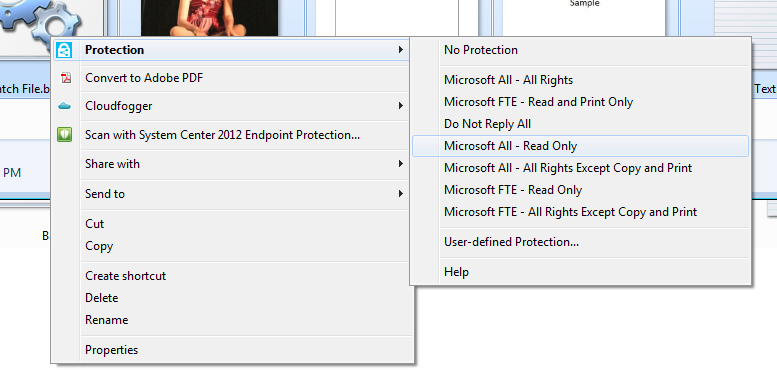 Sample
Protection
Convert to Adobe PDF
Cloudfogger
Scan with System Center 2012 Endpoint Protection...
Share with
Send to
Cut
Copy
Create shortcut
Delete
Rename
Properties
No Protection
Microsoft All - All Rights
Microsoft FTE - Read and Print Only
Do Not Reply All
Microsoft All - Read Only
Microsoft All - All Rights Except Copy and Print
Microsoft FTE - Read Only
Microsoft FTE - All Rights Except Copy and Print
User-defined Protection...
Help
tch File.b
PM
B
Text